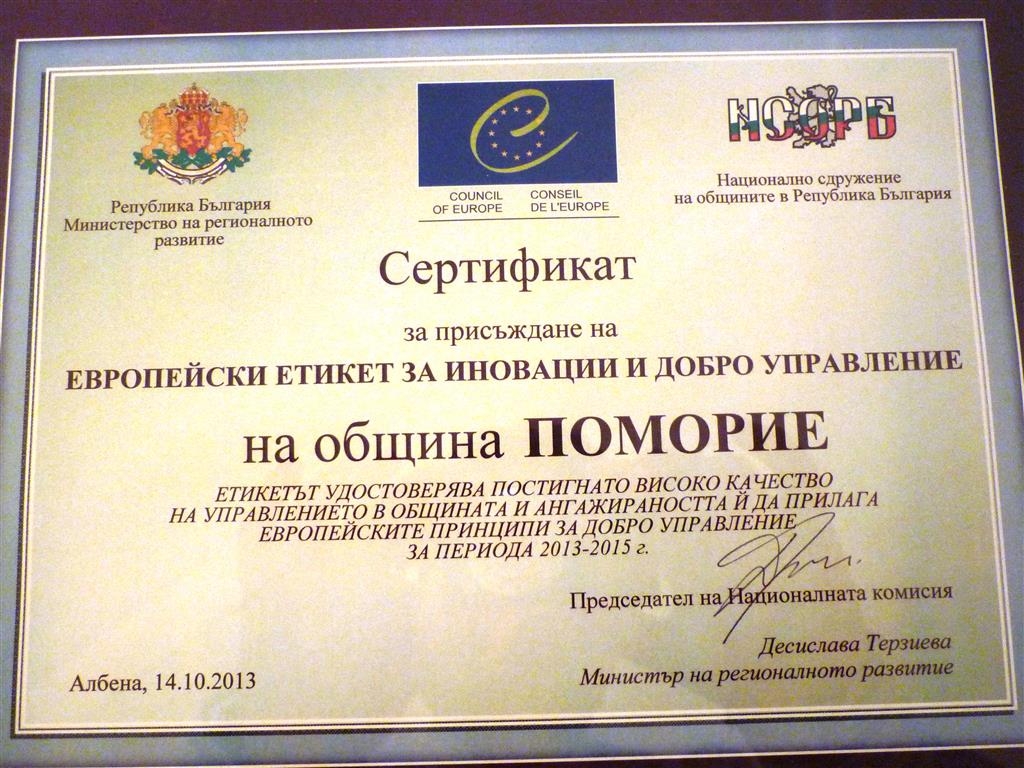 НСОРБ
COUNCIL CONSEIL
OF EUROPE DE L'EUROPE
Република България
Министерство на регионалното
развитие
Национално сдружение
на общините в Република България
Сертификат
за присъждане на
ЕВРОПЕЙСКИ ЕТИКЕТ ЗА ИНОВАЦИИ И ДОБРО УПРАВЛЕНИЕ
на община ПОМОРИЕ
ЕТИКЕТЪТ УДОСТОВЕРЯВА ПОСТИГНАТО ВИСОКО КАЧЕСТВО
НА УПРАВЛЕНИЕТО В ОБЩИНАТА И АНГАЖИРАНОСТТА Й ДА ПРИЛАГА
ЕВРОПЕЙСКИТЕ ПРИНЦИПИ ЗА ДОБРО УПРАВЛЕНИЕ
ЗА ПЕРИОДА 2013-2015 г.
Председател на Националната комисия
Десислава Терзиева
Министър на регионалното развитие
Албена, 14.10.2013